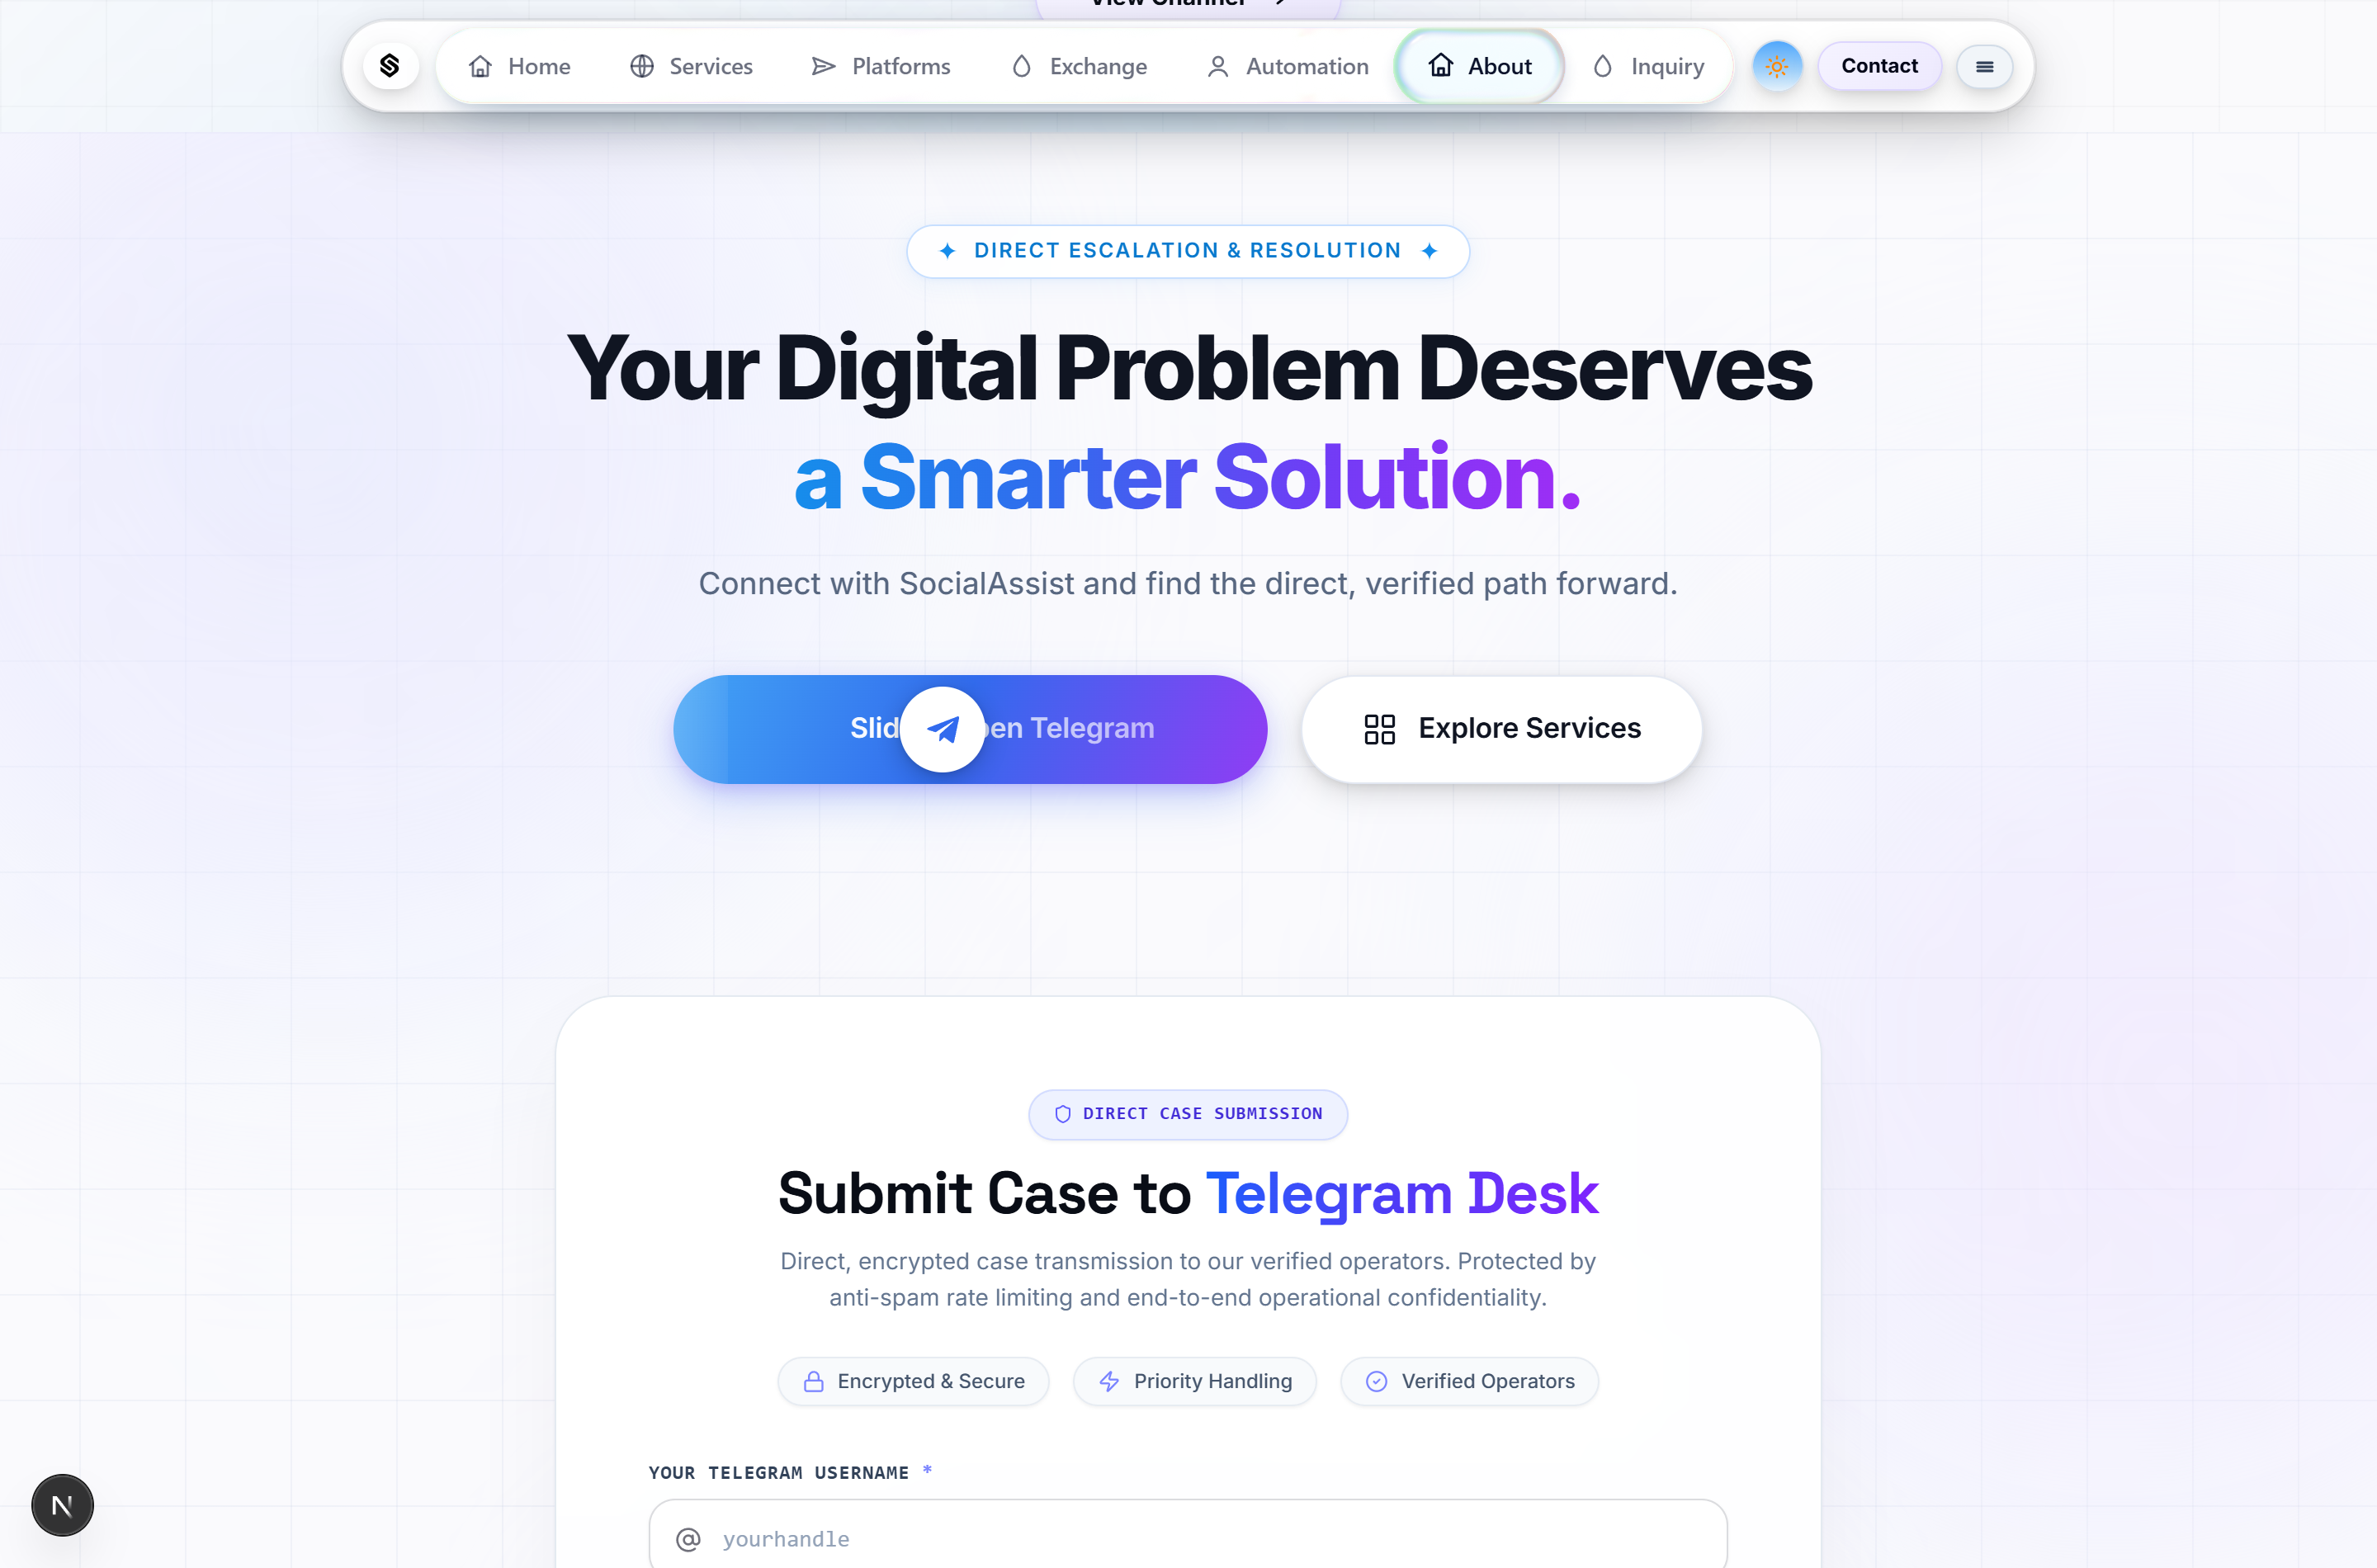 View Channel
Home
Services
Platforms
Exchange
Automation
About
Inquiry
Contact
DIRECT ESCALATION & RESOLUTION
Your Digital Problem Deserves
a Smarter Solution.
Connect with SocialAssist and find the direct, verified path forward.
Telegram
Explore Services
DIRECT CASE SUBMISSION
Submit Case to Telegram Desk
Direct, encrypted case transmission to our verified operators. Protected by
anti-spam rate limiting and end-to-end operational confidentiality.
Encrypted & Secure
Priority Handling
Verified Operators
YOUR TELEGRAM USERNAME *
@ yourhandle
N